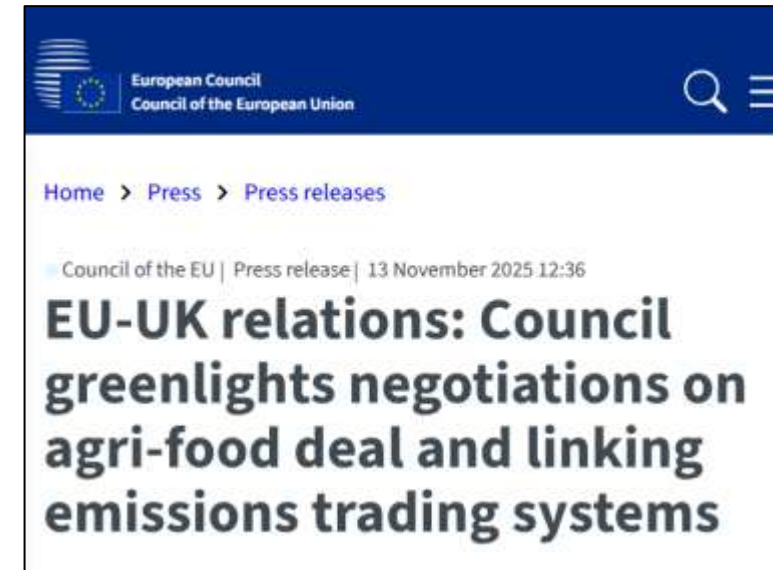 European Council
Council of the European Union
Home > Press > Press releases
Council of the EU | Press release | 13 November 2025 12:36
EU-UK relations: Council
greenlights negotiations on
agri-food deal and linking
emissions trading systems